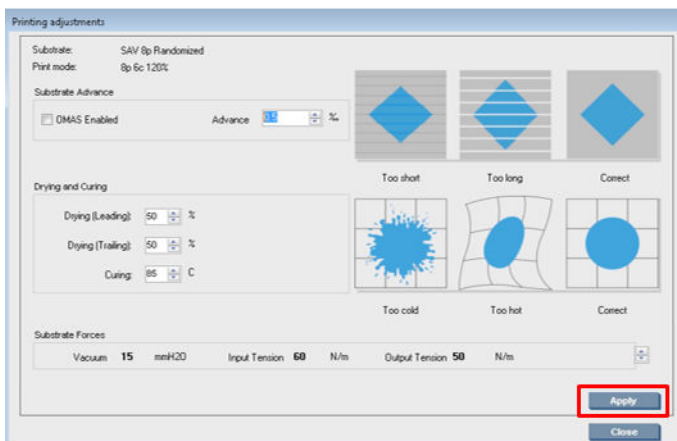 Printing adjustments
Substrate: SAV 8p Randomized
Print mode: 8p 6c 120%
Substrate Advance
OMAS Enabled Advance 0.5 ‰
Too short Too long Correct
Drying and Curing
Drying (Leading): 50 %
Drying (Trailing): 50 %
Curing: 85 C
Too cold Too hot Correct
Substrate Forces
Vacuum 15 mmH2O Input Tension 60 N/m Output Tension 50 N/m
Apply
Close